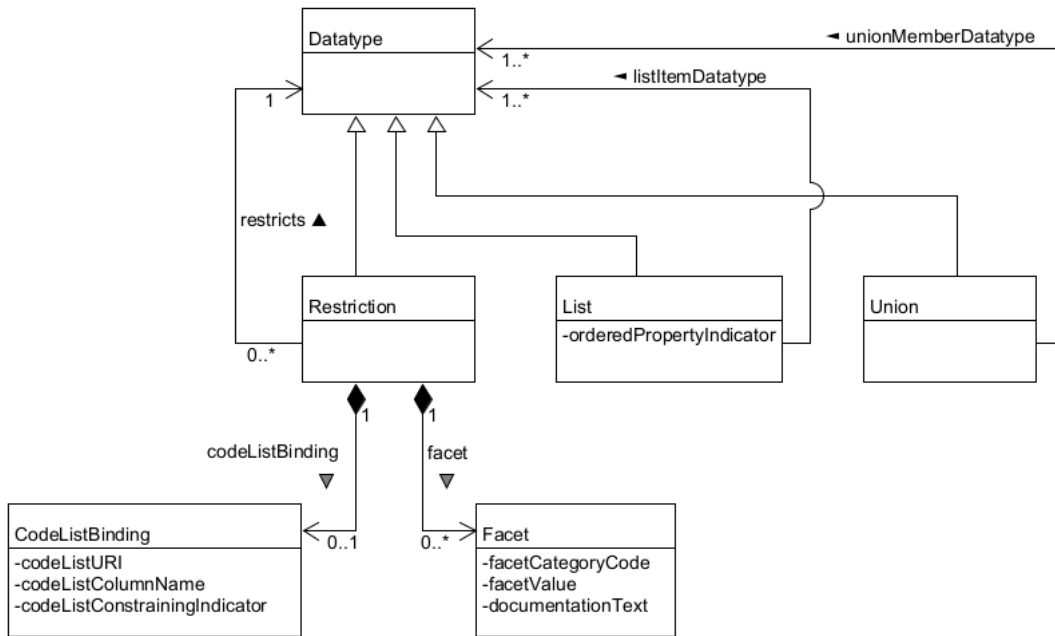 Datatype
◄ unionMemberDatatype
1..*
◄ listItemDatatype
1
1..*
restricts ▲
Restriction
List
Union
-orderedPropertyIndicator
0..*
1
1
codeListBinding
facet
▼
▼
CodeListBinding
0..1
0..*
Facet
-codeListURI
-facetCategoryCode
-codeListColumnName
-facetValue
-codeListConstrainingIndicator
-documentationText